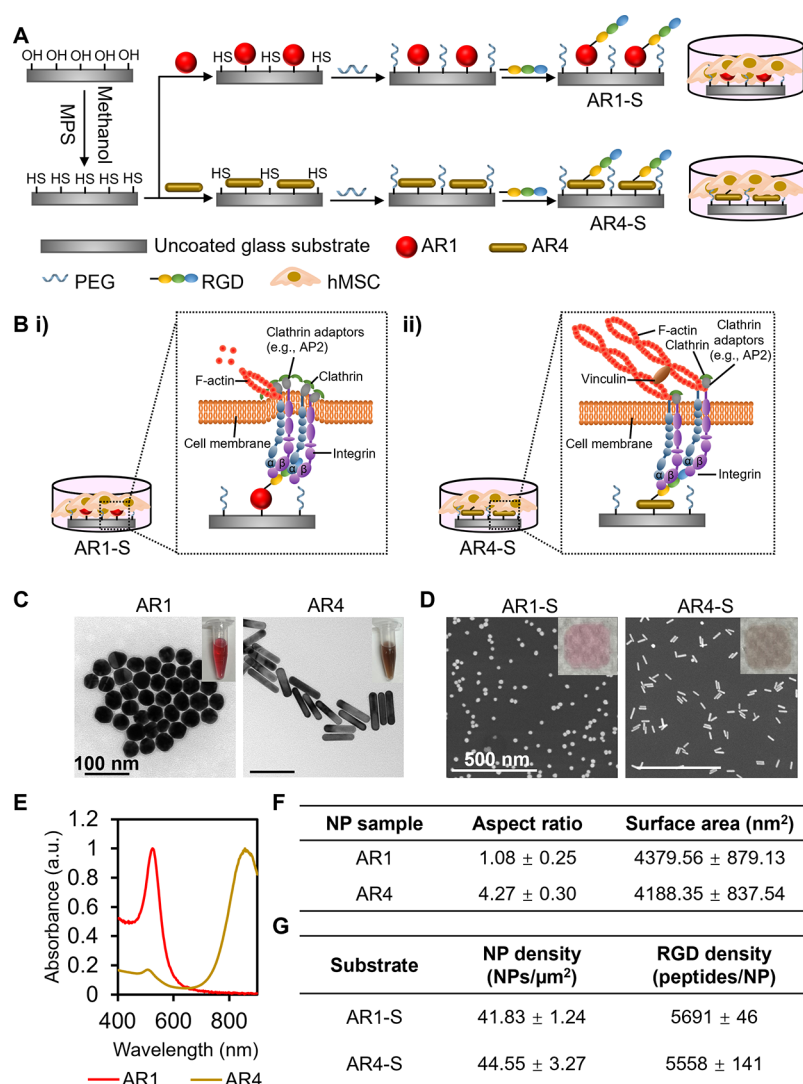 A
OH OH OH OH OH
HS HS
HS HS HS HS HS
Methanol
MPS
AR1-S
HS HS
AR4-S
Uncoated glass substrate
AR1
AR4
PEG
RGD
hMSC
B i)
Clathrin adaptors
(e.g., AP2)
Clathrin
F-actin
Cell membrane
Integrin
α β α β
AR1-S
ii)
F-actin
Clathrin
Clathrin
adaptors
(e.g., AP2)
Vinculin
Cell membrane
Integrin
α β α β
AR4-S
C
AR1
AR4
100 nm
D
AR1-S
AR4-S
500 nm
E
Absorbance (a.u.)
1.2
1
0.8
0.6
0.4
0.2
0
400 600 800
Wavelength (nm)
AR1 AR4
F
NP sample Aspect ratio Surface area (nm²)
AR1 1.08 ± 0.25 4379.56 ± 879.13
AR4 4.27 ± 0.30 4188.35 ± 837.54
G
Substrate NP density (NPs/µm²) RGD density (peptides/NP)
AR1-S 41.83 ± 1.24 5691 ± 46
AR4-S 44.55 ± 3.27 5558 ± 141